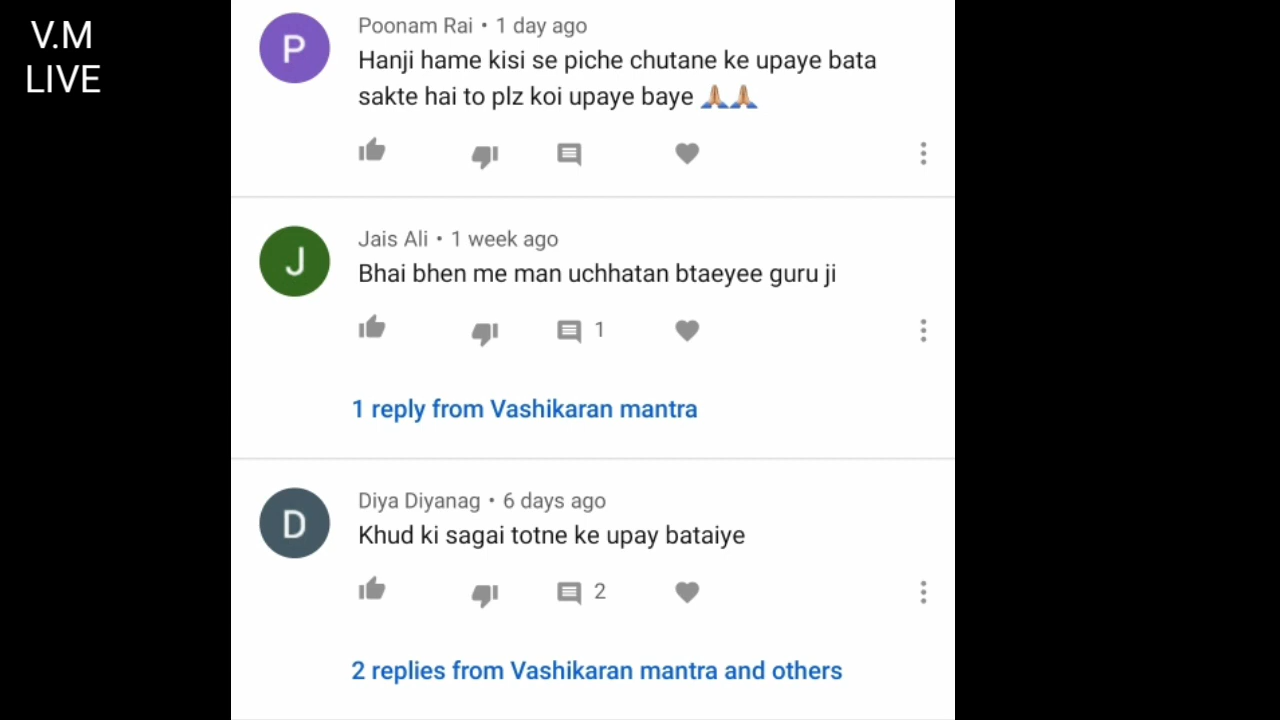 V.M
LIVE
Poonam Rai • 1 day ago
Hanji hame kisi se piche chutane ke upaye bata
sakte hai to plz koi upaye baye 🙏🙏
Jais Ali • 1 week ago
Bhai bhen me man uchhatan btaeyee guru ji
1
1 reply from Vashikaran mantra
Diya Diyanag • 6 days ago
Khud ki sagai totne ke upay bataiye
2
2 replies from Vashikaran mantra and others
P
J
D